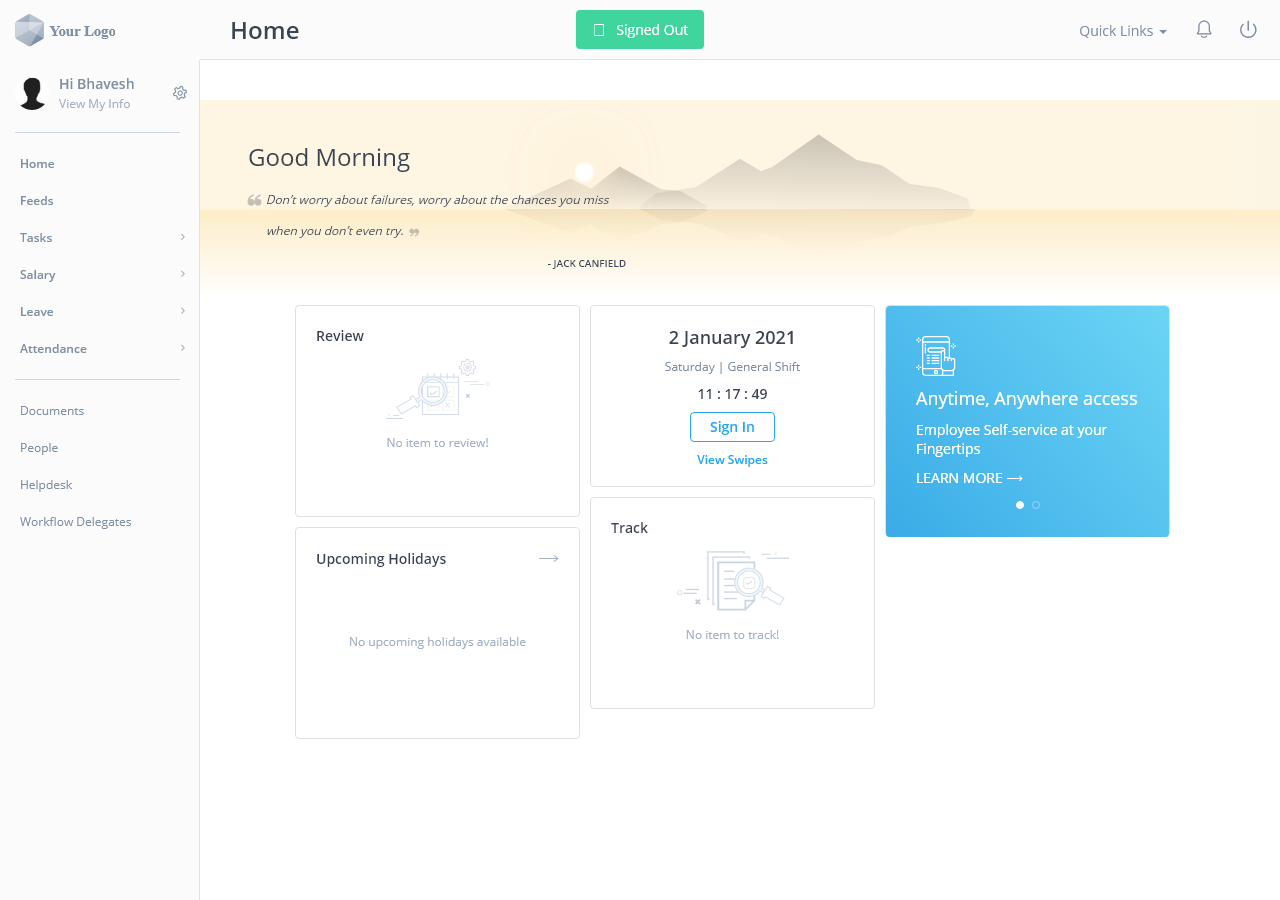 Your Logo
Home
Signed Out
Quick Links
Hi Bhavesh
View My Info
Home
Feeds
Tasks
Salary
Leave
Attendance
Documents
People
Helpdesk
Workflow Delegates
Good Morning
❝ Don’t worry about failures, worry about the chances you miss
when you don’t even try. ❞
- JACK CANFIELD
Review
No item to review!
Upcoming Holidays
No upcoming holidays available
2 January 2021
Saturday | General Shift
11 : 17 : 49
Sign In
View Swipes
Track
No item to track!
Anytime, Anywhere access
Employee Self-service at your
Fingertips
LEARN MORE